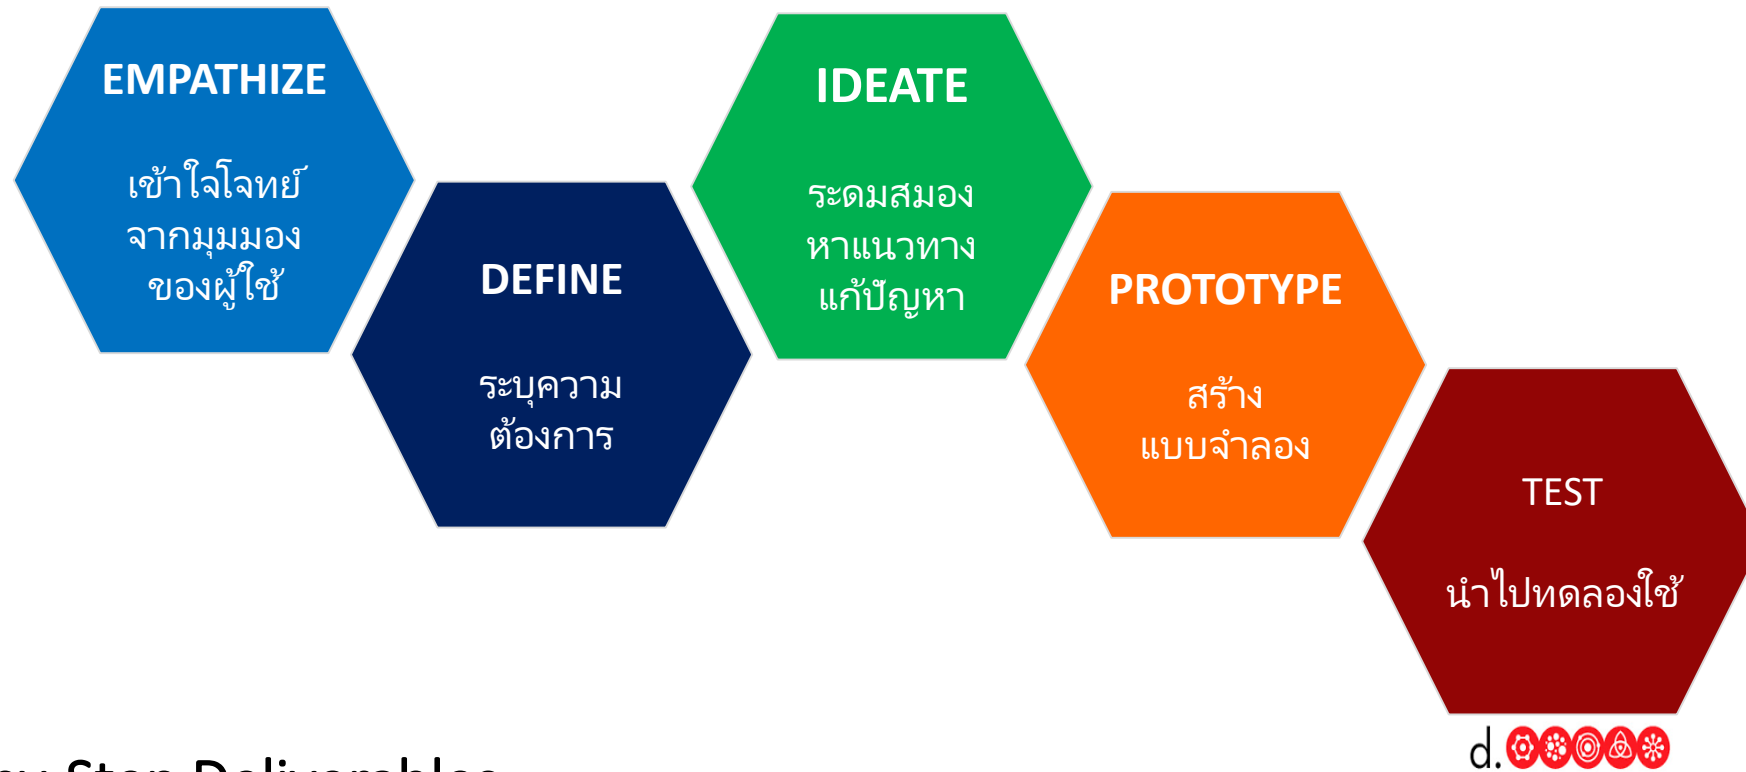 EMPATHIZE
เข้าใจโจทย์
จากมุมมอง
ของผู้ใช้
DEFINE
ระบุความ
ต้องการ
IDEATE
ระดมสมอง
หาแนวทาง
แก้ปัญหา
PROTOTYPE
สร้าง
แบบจำลอง
TEST
นำไปทดลองใช้
d.
Step Deliverables